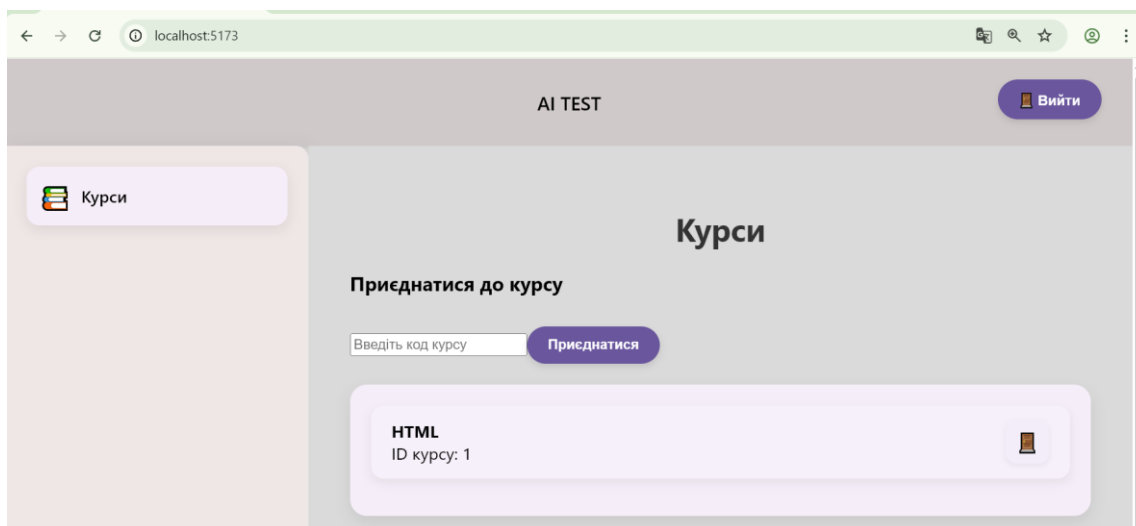 localhost:5173
AI TEST
Вийти
Курси
Курси
Приєднатися до курсу
Введіть код курсу
Приєднатися
HTML
ID курсу: 1